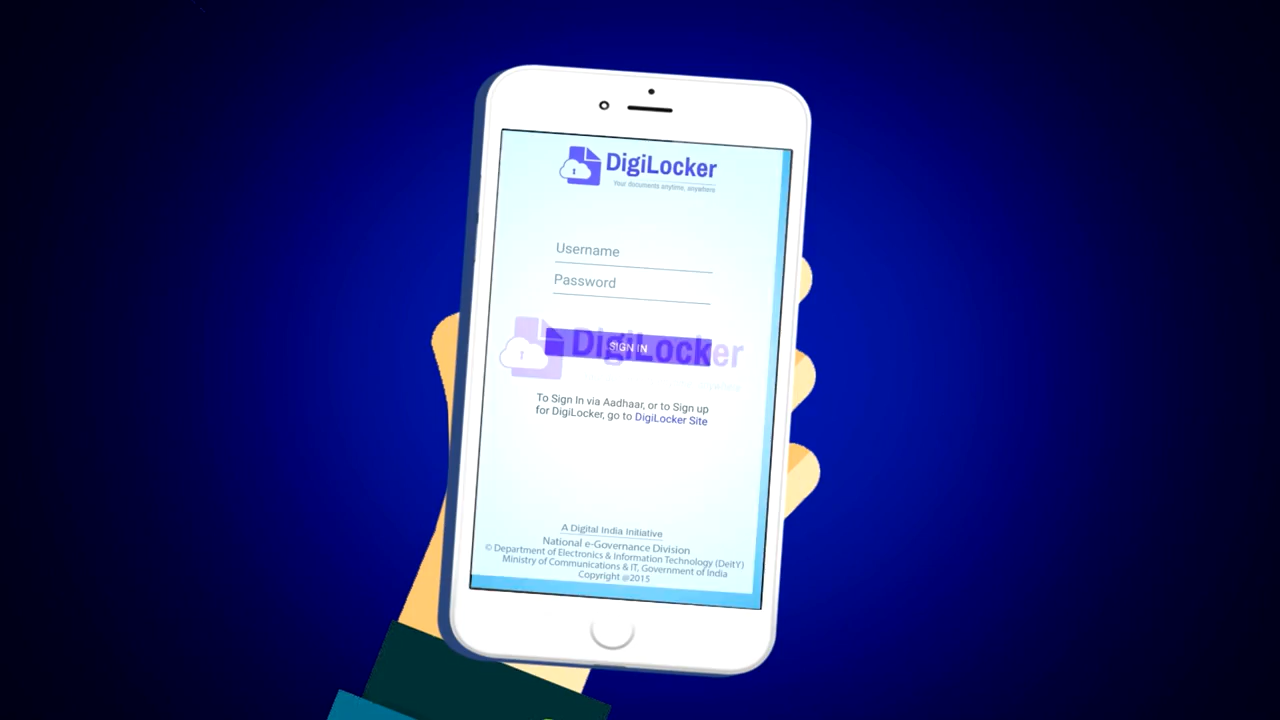 DigiLocker
Your documents anytime, anywhere
Username
Password
DigiLocker
SIGN IN
To Sign In via Aadhaar, or to Sign up
for DigiLocker, go to DigiLocker Site
A Digital India Initiative
National e-Governance Division
© Department of Electronics & Information Technology (DeitY)
Ministry of Communications & IT, Government of India
Copyright @2015